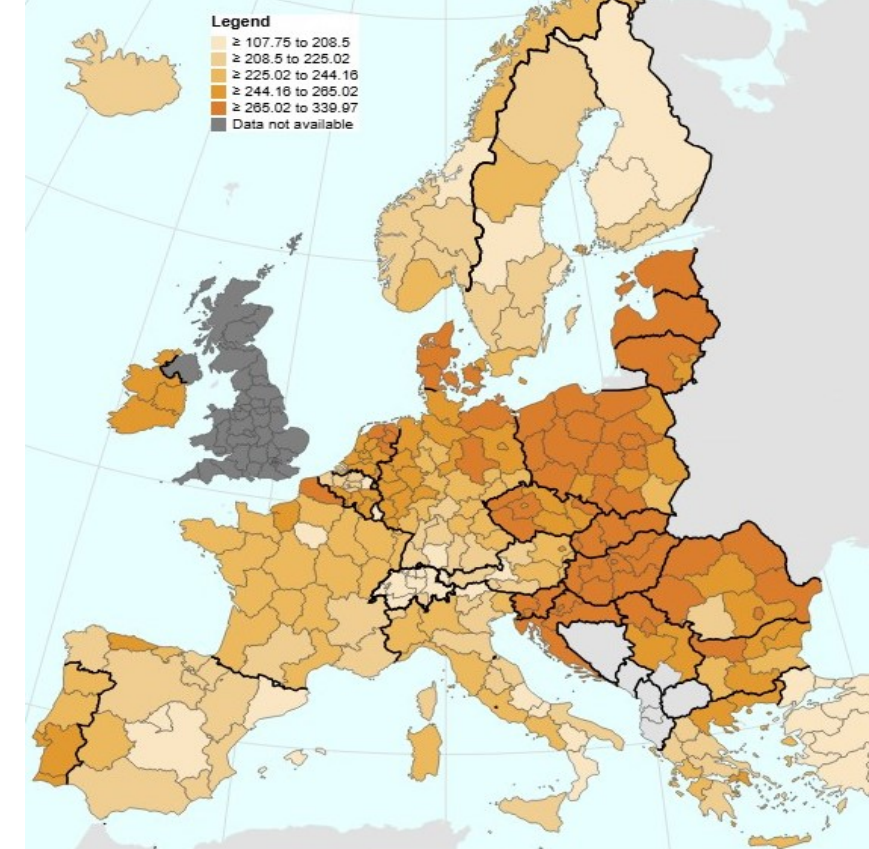 Legend
≥ 107.75 to 208.5
≥ 208.5 to 225.02
≥ 225.02 to 244.16
≥ 244.16 to 265.02
≥ 265.02 to 339.97
Data not available